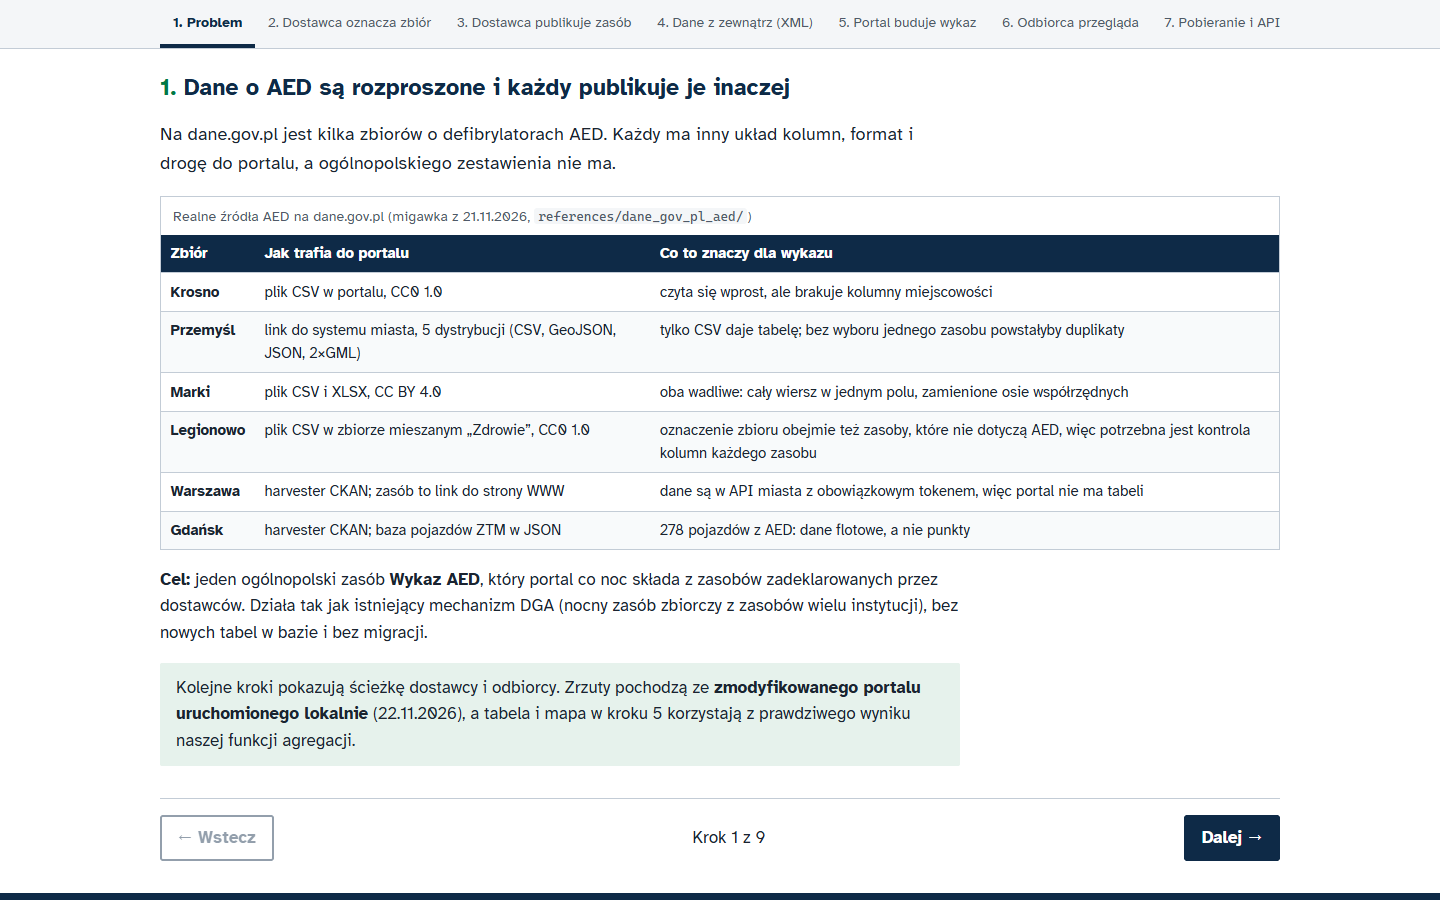 1. Problem
2. Dostawca oznacza zbiór
3. Dostawca publikuje zasób
4. Dane z zewnątrz (XML)
5. Portal buduje wykaz
6. Odbiorca przegląda
7. Pobieranie i API
1. Dane o AED są rozproszone i każdy publikuje je inaczej
Na dane.gov.pl jest kilka zbiorów o defibrylatorach AED. Każdy ma inny układ kolumn, format i
drogę do portalu, a ogólnopolskiego zestawienia nie ma.
Realne źródła AED na dane.gov.pl (migawka z 21.11.2026, references/dane_gov_pl_aed/ )
Zbiór Jak trafia do portalu Co to znaczy dla wykazu
Krosno plik CSV w portalu, CC0 1.0 czyta się wprost, ale brakuje kolumny miejscowości
Przemyśl link do systemu miasta, 5 dystrybucji (CSV, GeoJSON, tylko CSV daje tabelę; bez wyboru jednego zasobu powstałyby duplikaty
JSON, 2×GML)
Marki plik CSV i XLSX, CC BY 4.0 oba wadliwe: cały wiersz w jednym polu, zamienione osie współrzędnych
Legionowo plik CSV w zbiorze mieszanym „Zdrowie”, CC0 1.0 oznaczenie zbioru obejmie też zasoby, które nie dotyczą AED, więc potrzebna jest kontrola
kolumn każdego zasobu
Warszawa harvester CKAN; zasób to link do strony WWW dane są w API miasta z obowiązkowym tokenem, więc portal nie ma tabeli
Gdańsk harvester CKAN; baza pojazdów ZTM w JSON 278 pojazdów z AED: dane flotowe, a nie punkty
Cel: jeden ogólnopolski zasób Wykaz AED, który portal co noc składa z zasobów zadeklarowanych przez
dostawców. Działa tak jak istniejący mechanizm DGA (nocny zasób zbiorczy z zasobów wielu instytucji), bez
nowych tabel w bazie i bez migracji.
Kolejne kroki pokazują ścieżkę dostawcy i odbiorcy. Zrzuty pochodzą ze zmodyfikowanego portalu
uruchomionego lokalnie (22.11.2026), a tabela i mapa w kroku 5 korzystają z prawdziwego wyniku
naszej funkcji agregacji.
← Wstecz
Krok 1 z 9
Dalej →